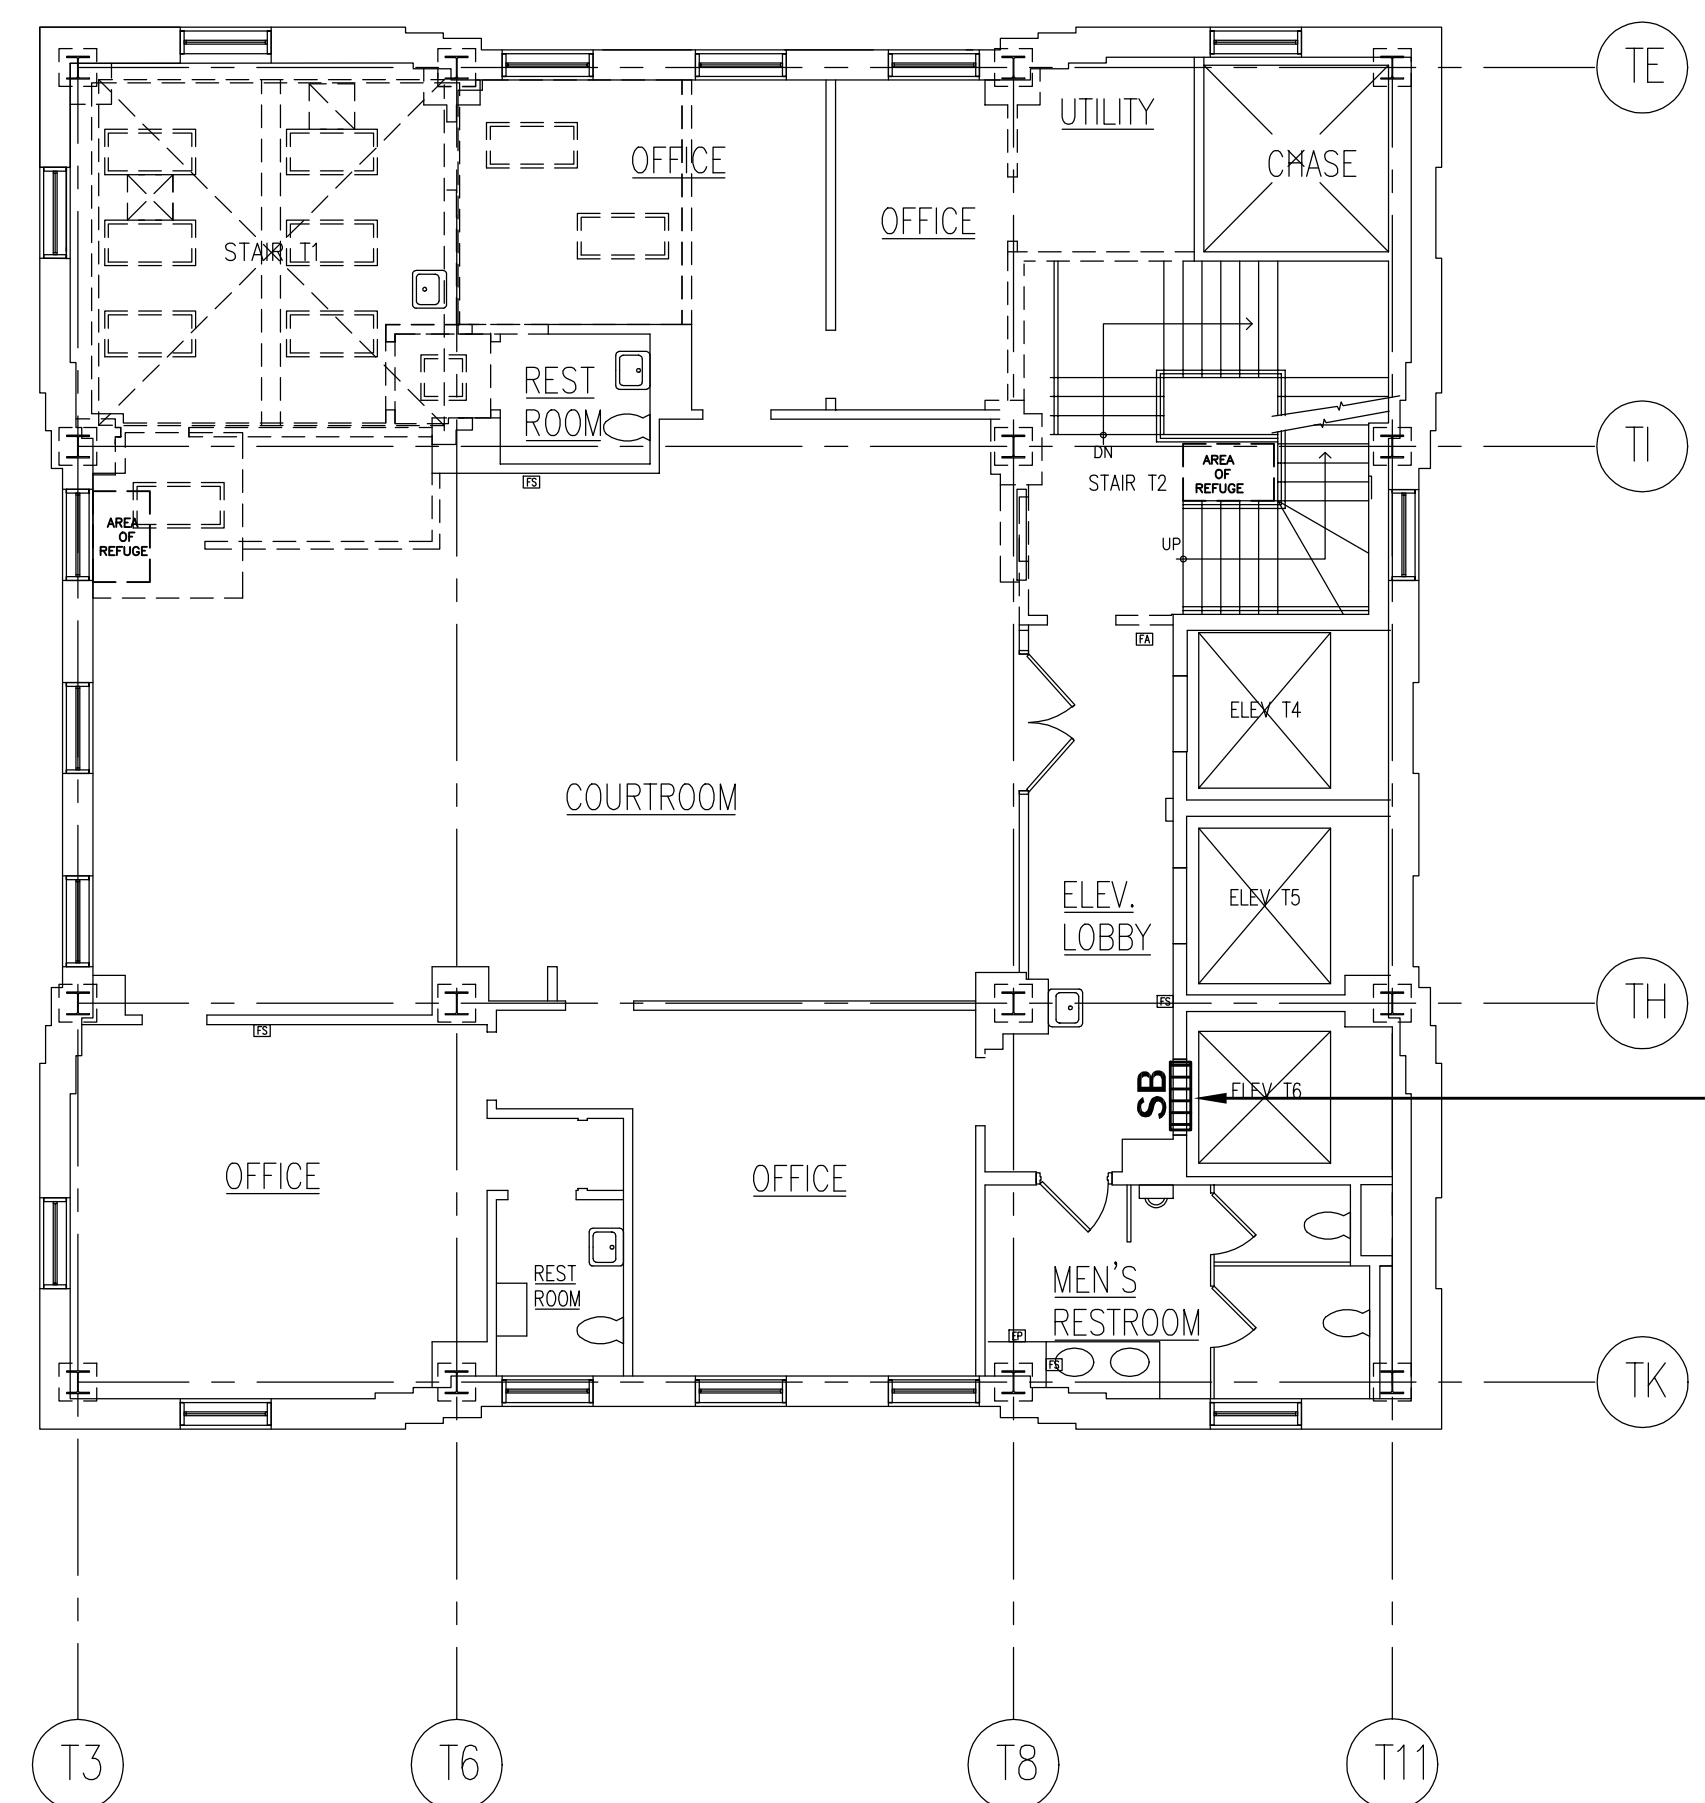 TE
UTILITY
OFFICE
CHASE
OFFICE
STAIR T1
REST
ROOM
TI
DN
AREA
OF
REFUGE
STAIR T2
FS
AREA
OF
REFUGE
UP
FA
ELEV T4
COURTROOM
ELEV.
LOBBY
ELEV T5
FS
TH
FS
SB
ELEV T6
OFFICE
OFFICE
REST
ROOM
MEN'S
RESTROOM
EP
FS
TK
T3
T6
T8
T11